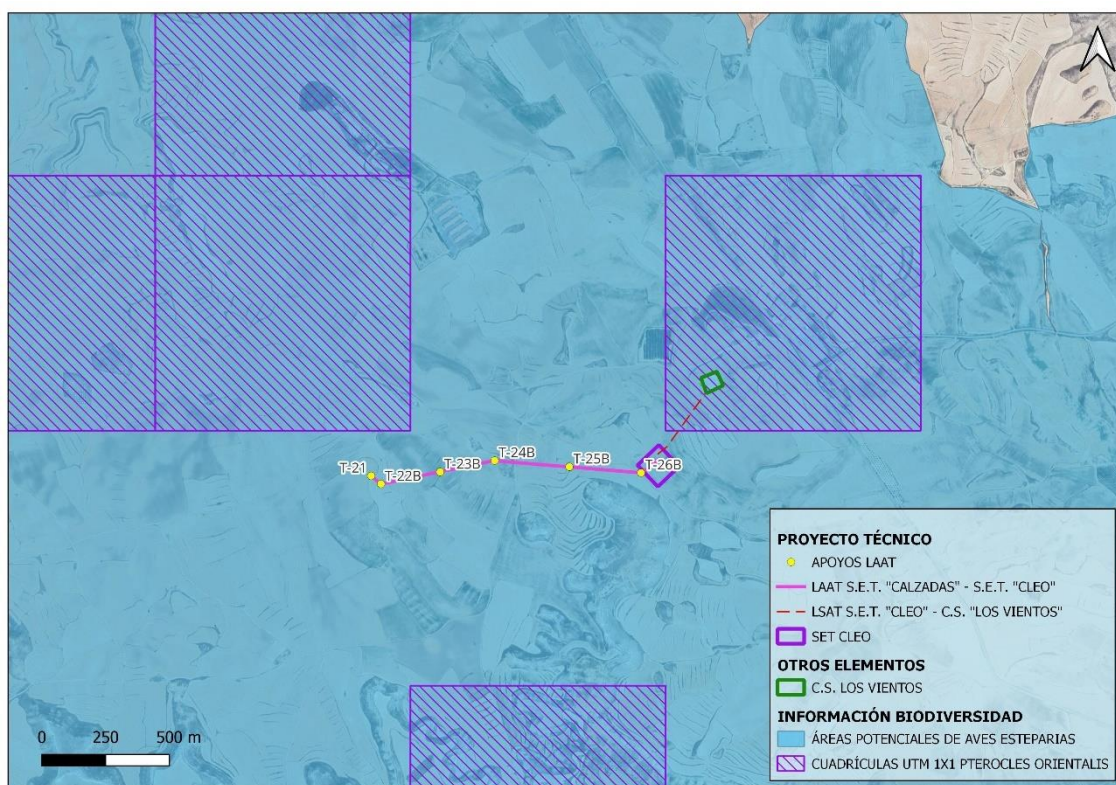 T-21
T-22B
T-23B
T-24B
T-25B
T-26B
0 250 500 m
PROYECTO TÉCNICO
APOYOS LAAT
LAAT S.E.T. "CALZADAS" - S.E.T. "CLEO"
LSAT S.E.T. "CLEO" - C.S. "LOS VIENTOS"
SET CLEO
OTROS ELEMENTOS
C.S. LOS VIENTOS
INFORMACIÓN BIODIVERSIDAD
ÁREAS POTENCIALES DE AVES ESTEPARIAS
CUADRÍCULAS UTM 1X1 PTEROCLES ORIENTALIS